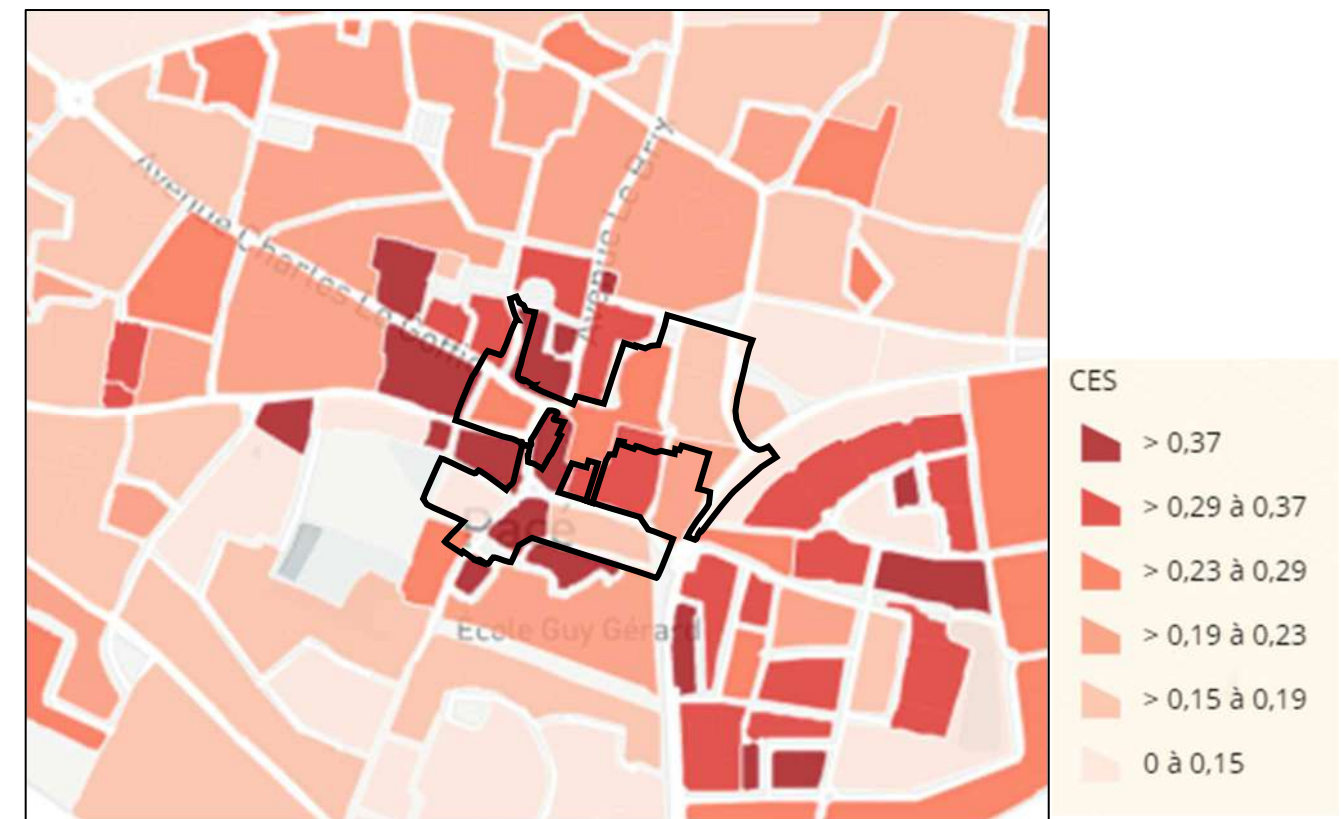 Avenue Le Briy
Avenue Charles Le Goffic
Pacé
École Guy Gérard
CES
> 0,37
> 0,29 à 0,37
> 0,23 à 0,29
> 0,19 à 0,23
> 0,15 à 0,19
0 à 0,15